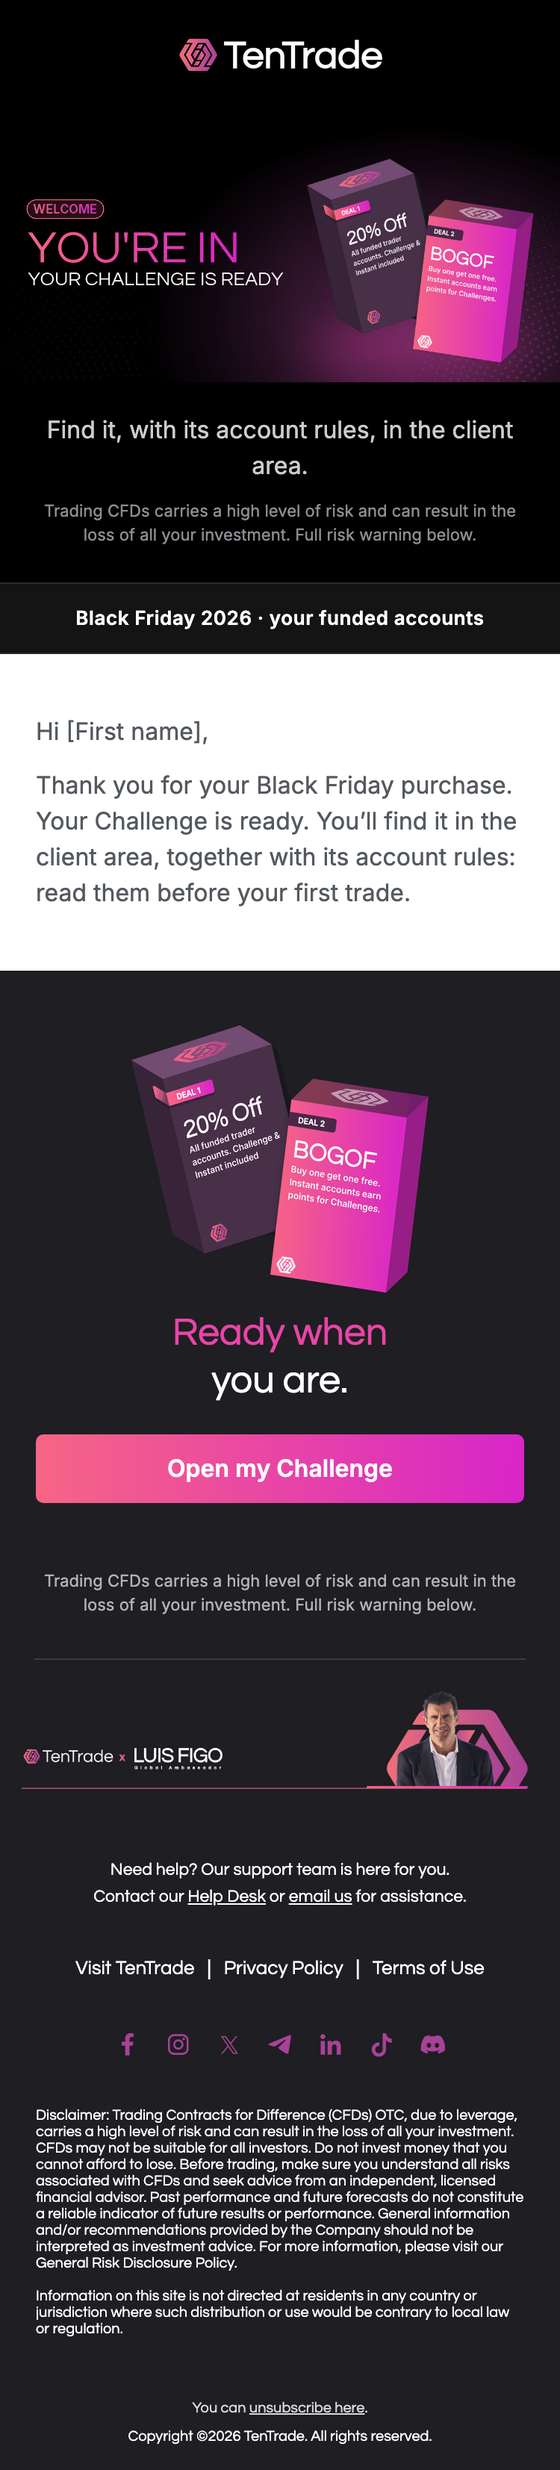 TenTrade
WELCOME
YOU'RE IN
YOUR CHALLENGE IS READY
DEAL 1
20% Off
All funded trader
accounts. Challenge &
Instant included
DEAL 2
BOGOF
Buy one get one free.
Instant accounts earn
points for Challenges.
Find it, with its account rules, in the client
area.
Trading CFDs carries a high level of risk and can result in the
loss of all your investment. Full risk warning below.
Black Friday 2026 · your funded accounts
Hi [First name],
Thank you for your Black Friday purchase.
Your Challenge is ready. You’ll find it in the
client area, together with its account rules:
read them before your first trade.
DEAL 1
20% Off
All funded trader
accounts. Challenge &
Instant included
DEAL 2
BOGOF
Buy one get one free.
Instant accounts earn
points for Challenges.
Ready when
you are.
Open my Challenge
Trading CFDs carries a high level of risk and can result in the
loss of all your investment. Full risk warning below.
TenTrade x LUIS FIGO
Global Ambassador
Need help? Our support team is here for you.
Contact our Help Desk or email us for assistance.
Visit TenTrade | Privacy Policy | Terms of Use
Disclaimer: Trading Contracts for Difference (CFDs) OTC, due to leverage,
carries a high level of risk and can result in the loss of all your investment.
CFDs may not be suitable for all investors. Do not invest money that you
cannot afford to lose. Before trading, make sure you understand all risks
associated with CFDs and seek advice from an independent, licensed
financial advisor. Past performance and future forecasts do not constitute
a reliable indicator of future results or performance. General information
and/or recommendations provided by the Company should not be
interpreted as investment advice. For more information, please visit our
General Risk Disclosure Policy.
Information on this site is not directed at residents in any country or
jurisdiction where such distribution or use would be contrary to local law
or regulation.
You can unsubscribe here.
Copyright ©2026 TenTrade. All rights reserved.